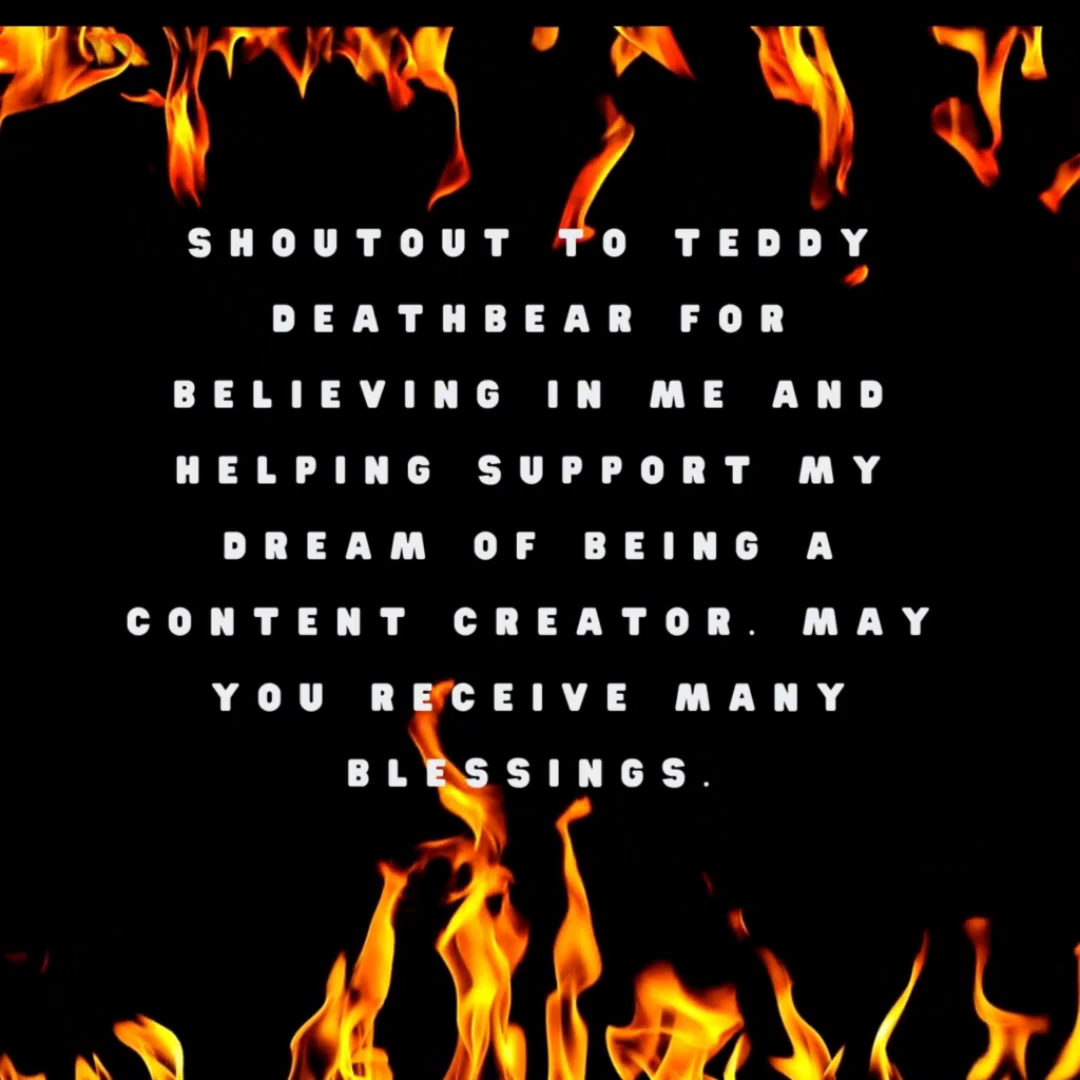 SHOUTOUT TO TEDDY
DEATHBEAR FOR
BELIEVING IN ME AND
HELPING SUPPORT MY
DREAM OF BEING A
CONTENT CREATOR. MAY
YOU RECEIVE MANY
BLESSINGS.